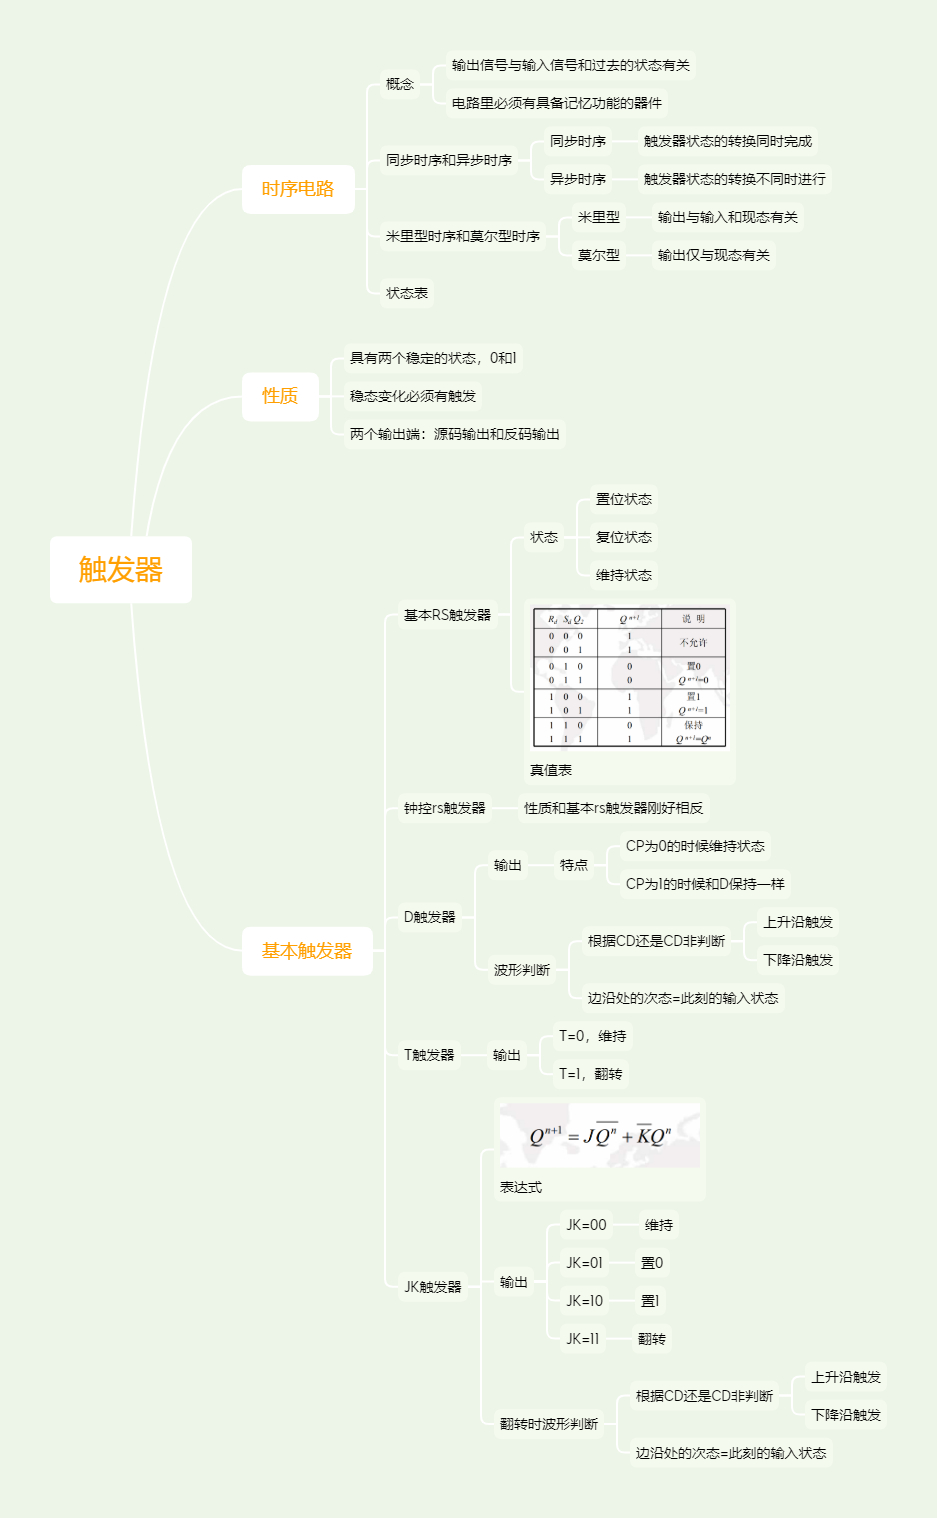 触发器
时序电路
概念
输出信号与输入信号和过去的状态有关
电路里必须有具备记忆功能的器件
同步时序和异步时序
同步时序
触发器状态的转换同时完成
异步时序
触发器状态的转换不同时进行
米里型时序和莫尔型时序
米里型
输出与输入和现态有关
莫尔型
输出仅与现态有关
状态表
性质
具有两个稳定的状态，0和1
稳态变化必须有触发
两个输出端：源码输出和反码输出
基本触发器
基本RS触发器
状态
置位状态
复位状态
维持状态
R_d S_d Q_2 Q^{n+1} 说 明
0 0 0 1 不允许
0 0 1 1
0 1 0 0 置0
0 1 1 0 Q^{n+1}=0
1 0 0 1 置1
1 0 1 1 Q^{n+1}=1
1 1 0 0 保持
1 1 1 1 Q^{n+1}=Q^n
真值表
钟控rs触发器
性质和基本rs触发器刚好相反
D触发器
输出
特点
CP为0的时候维持状态
CP为1的时候和D保持一样
波形判断
根据CD还是CD非判断
上升沿触发
下降沿触发
边沿处的次态=此刻的输入状态
T触发器
输出
T=0，维持
T=1，翻转
JK触发器
Q^{n+1} = J\overline{Q^n} + \overline{K}Q^n
表达式
输出
JK=00
维持
JK=01
置0
JK=10
置1
JK=11
翻转
翻转时波形判断
根据CD还是CD非判断
上升沿触发
下降沿触发
边沿处的次态=此刻的输入状态